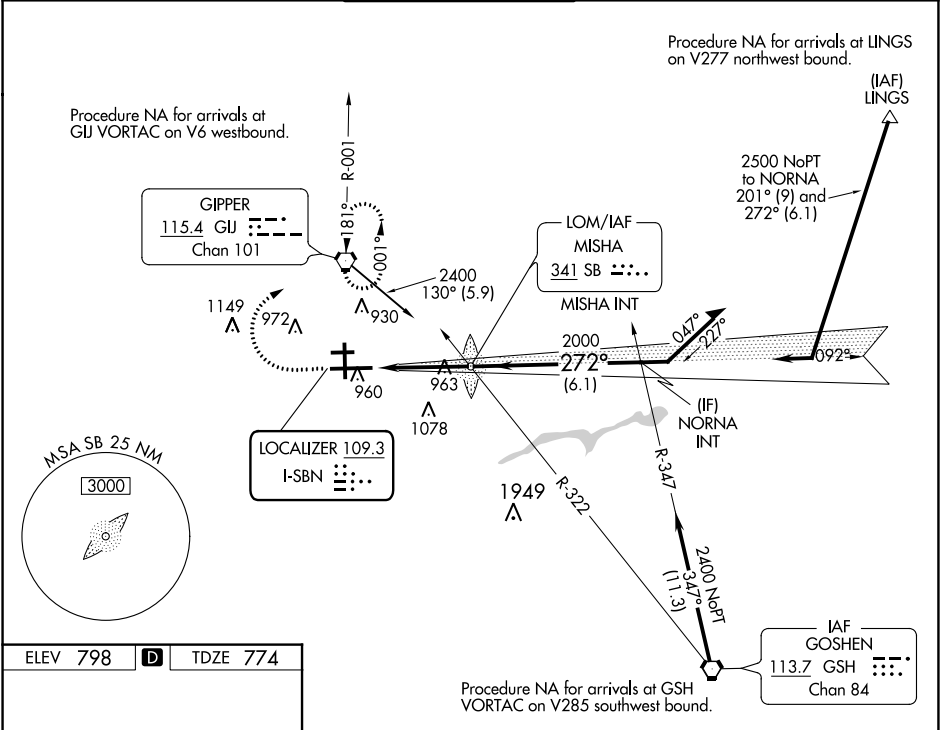 Procedure NA for arrivals at LINGS
on V277 northwest bound.
(IAF)
LINGS
Procedure NA for arrivals at
GIJ VORTAC on V6 westbound.
R-001
2500 NoPT
to NORNA
201° (9) and
272° (6.1)
GIPPER
115.4 GIJ
Chan 101
181°
001°
LOM/IAF
MISHA
341 SB
MISHA INT
2400
130° (5.9)
1149
972
930
047°
227°
2000
272°
(6.1)
092°
960
963
1078
(IF)
NORNA
INT
LOCALIZER 109.3
I-SBN
MSA SB 25 NM
3000
R-347
R-322
1949
2400 NoPT
347°
(11.3)
IAF
GOSHEN
113.7 GSH
Chan 84
ELEV 798 D TDZE 774
Procedure NA for arrivals at GSH
VORTAC on V285 southwest bound.